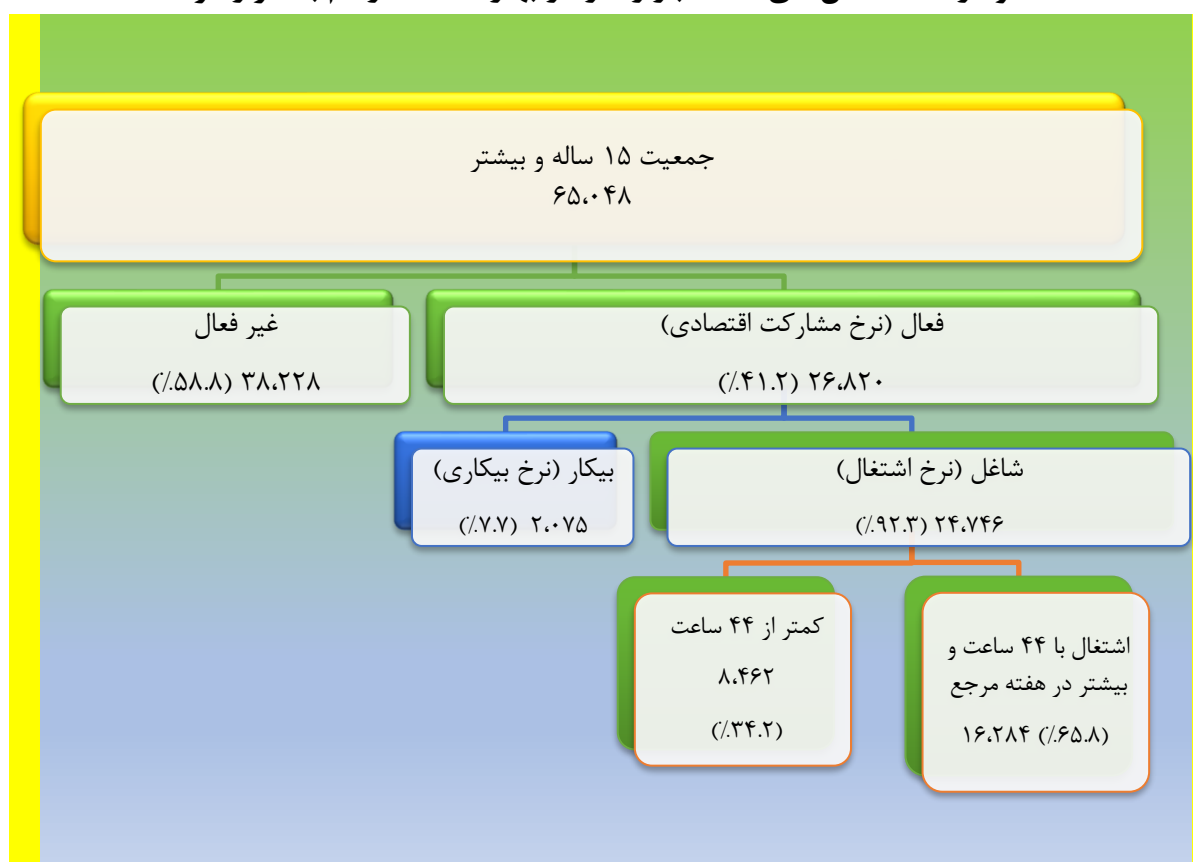 جمعیت ۱۵ ساله و بیشتر
۶۵،۰۴۸
فعال (نرخ مشارکت اقتصادی)
۲۶،۸۲۰ (٪۴۱.۲)
غیر فعال
۳۸،۲۲۸ (٪۵۸.۸)
شاغل (نرخ اشتغال)
۲۴،۷۴۶ (٪۹۲.۳)
بیکار (نرخ بیکاری)
۲،۰۷۵ (٪۷.۷)
اشتغال با ۴۴ ساعت و
بیشتر در هفته مرجع
۱۶،۲۸۴ (٪۶۵.۸)
کمتر از ۴۴ ساعت
۸،۴۶۲
(٪۳۴.۲)